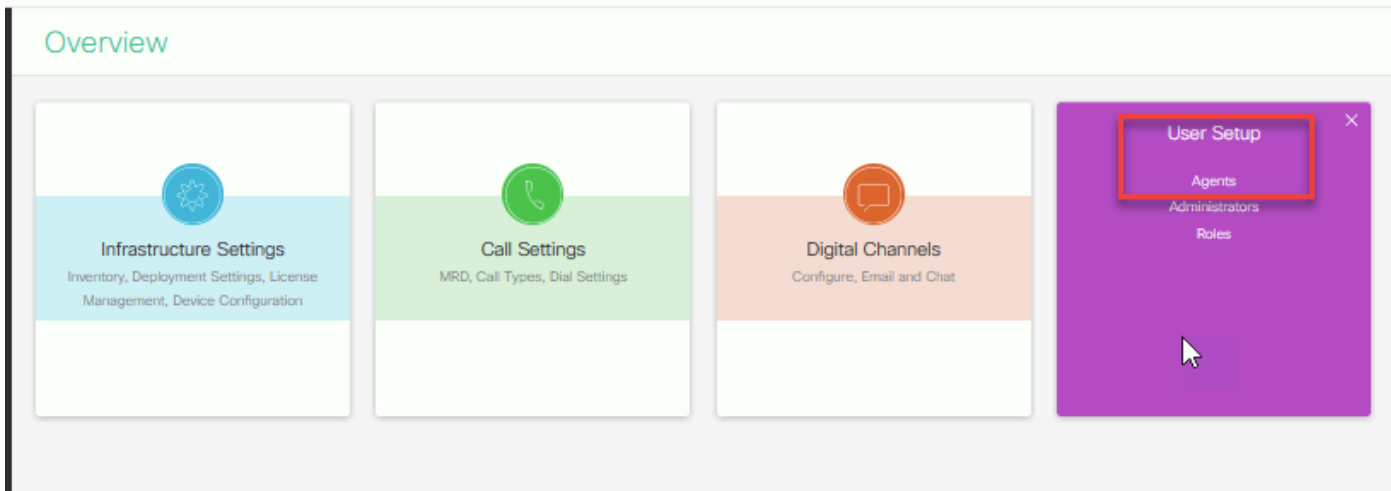 Overview
Infrastructure Settings
Inventory, Deployment Settings, License
Management, Device Configuration
Call Settings
MRD, Call Types, Dial Settings
Digital Channels
Configure, Email and Chat
User Setup
Agents
Administrators
Roles